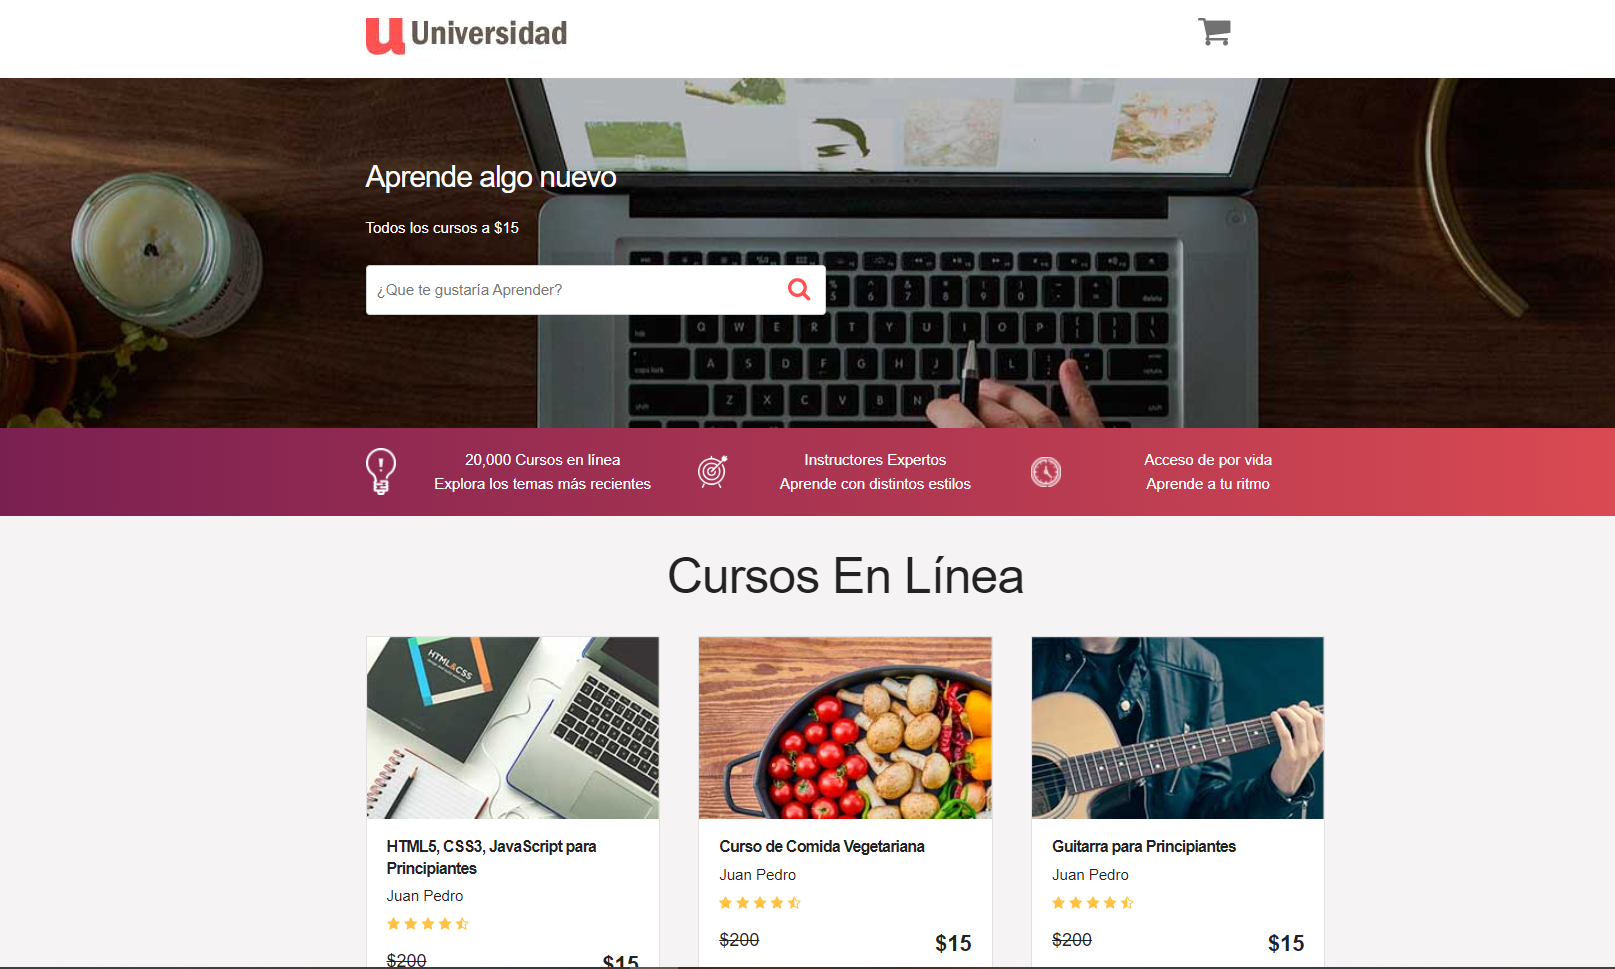 u Universidad
Aprende algo nuevo
Todos los cursos a $15
¿Que te gustaría Aprender?
20,000 Cursos en línea
Explora los temas más recientes
Instructores Expertos
Aprende con distintos estilos
Acceso de por vida
Aprende a tu ritmo
Cursos En Línea
HTML&CSS
HTML5, CSS3, JavaScript para
Principiantes
Juan Pedro
$200 $15
Curso de Comida Vegetariana
Juan Pedro
$200 $15
Guitarra para Principiantes
Juan Pedro
$200 $15